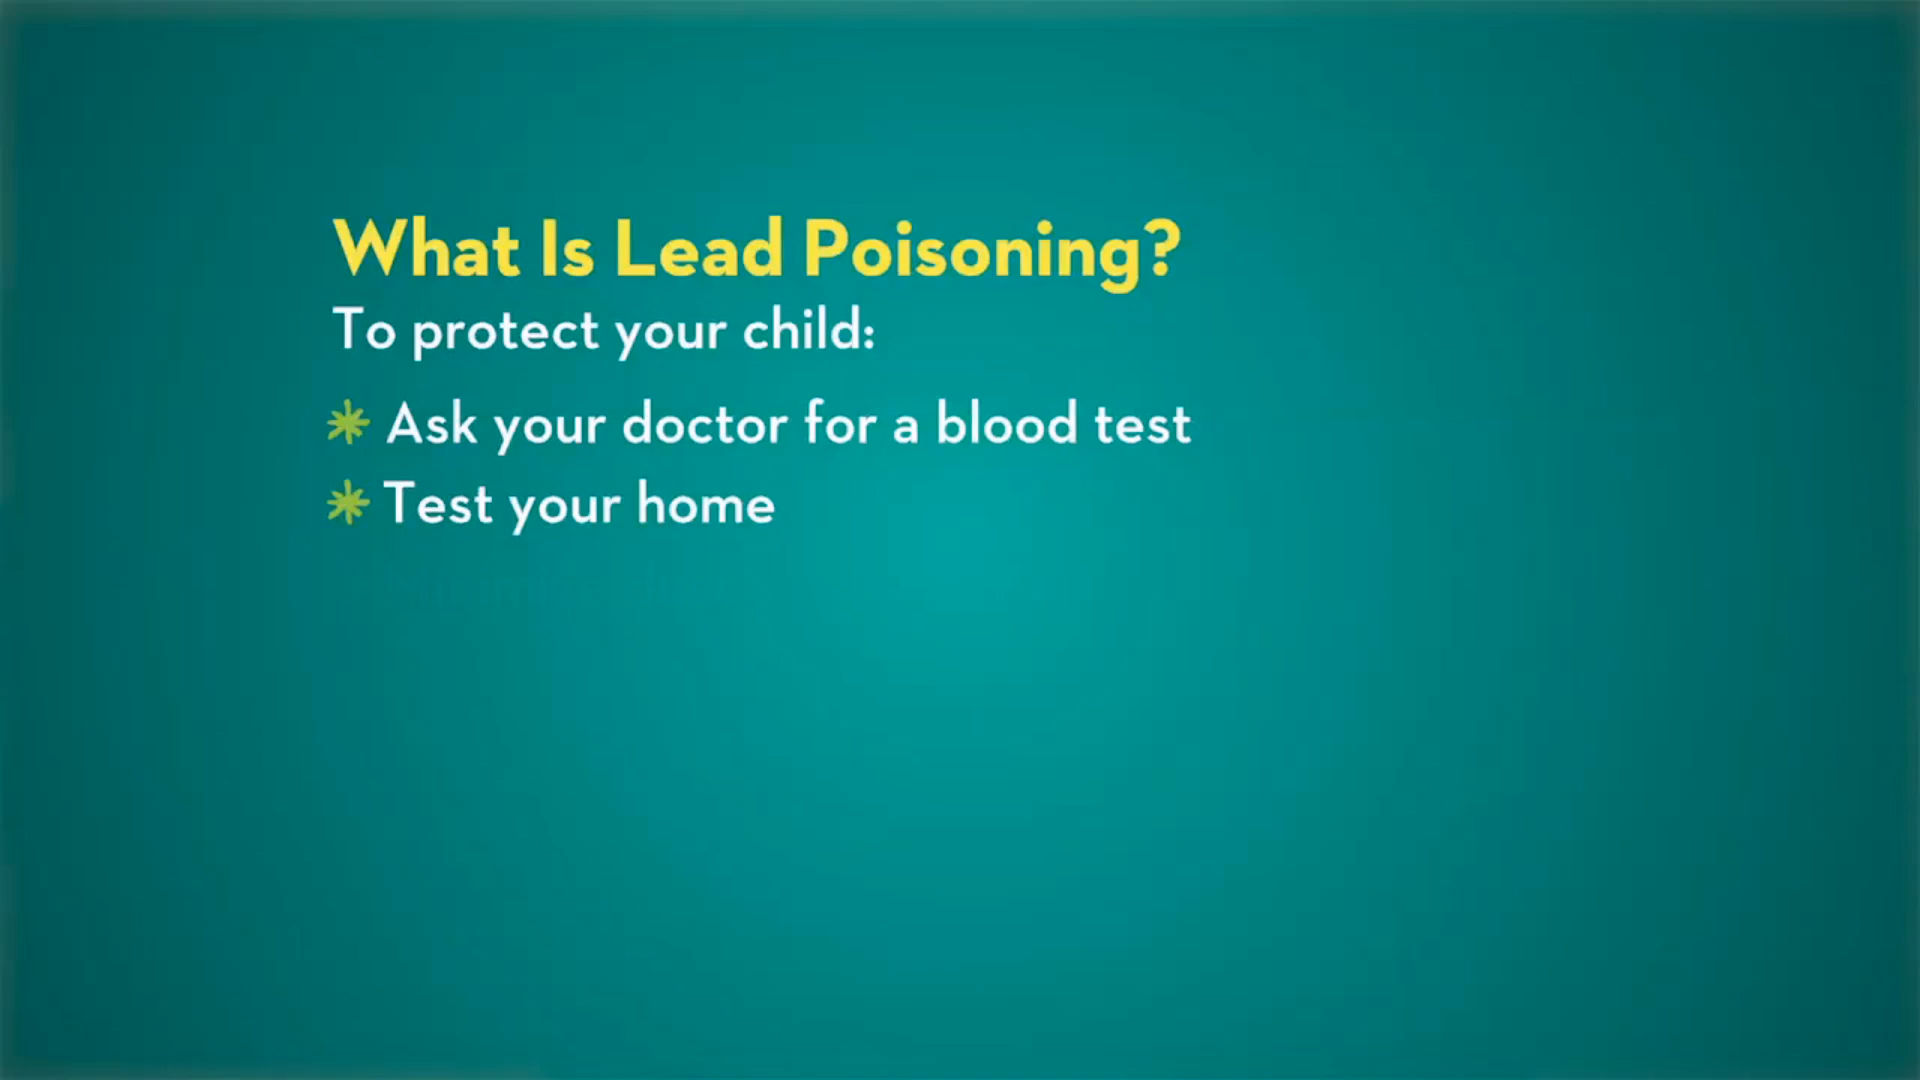 What Is Lead Poisoning?
To protect your child:
Ask your doctor for a blood test
Test your home